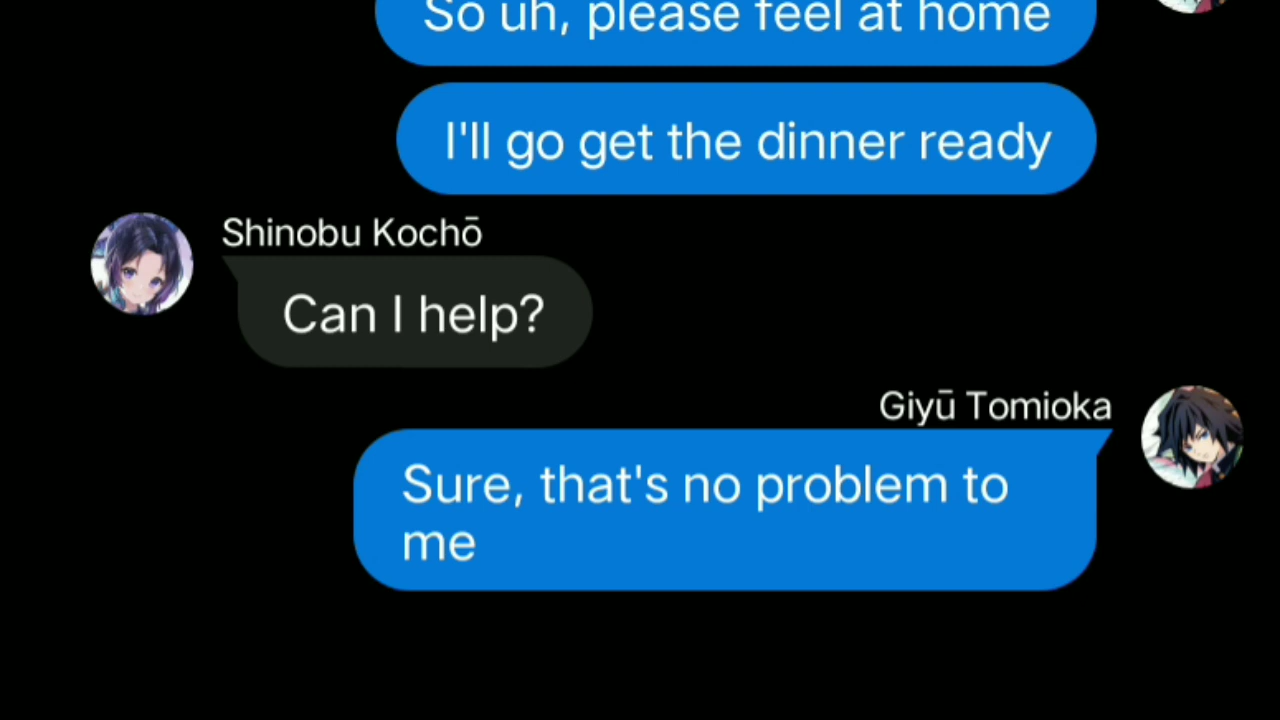 So uh, please feel at home
I'll go get the dinner ready
Shinobu Kochō
Can I help?
Giyū Tomioka
Sure, that's no problem to
me